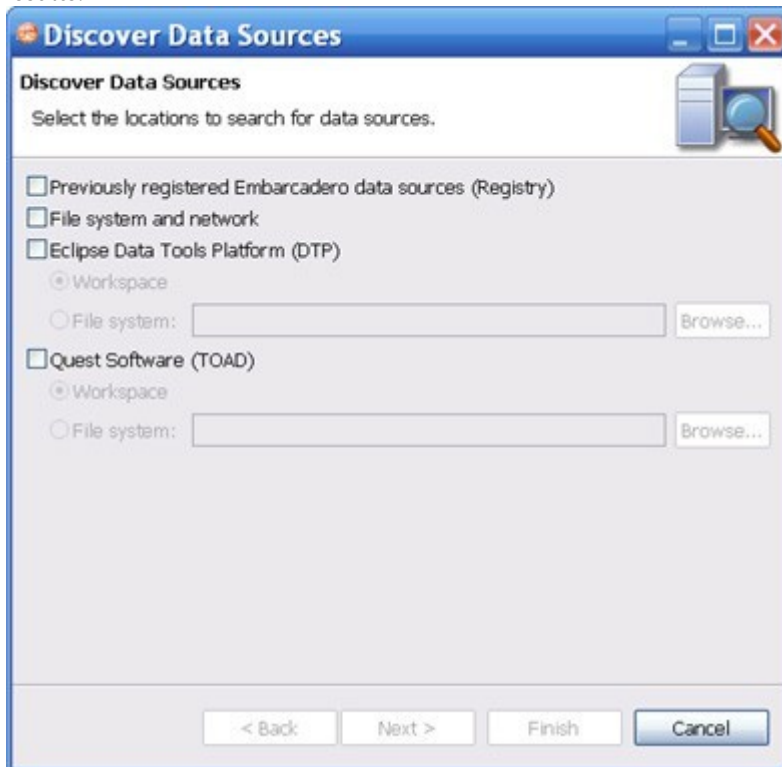 Discover Data Sources
Discover Data Sources
Select the locations to search for data sources.
Previously registered Embarcadero data sources (Registry)
File system and network
Eclipse Data Tools Platform (DTP)
Workspace
File system: Browse...
Quest Software (TOAD)
Workspace
File system: Browse...
< Back Next > Finish Cancel